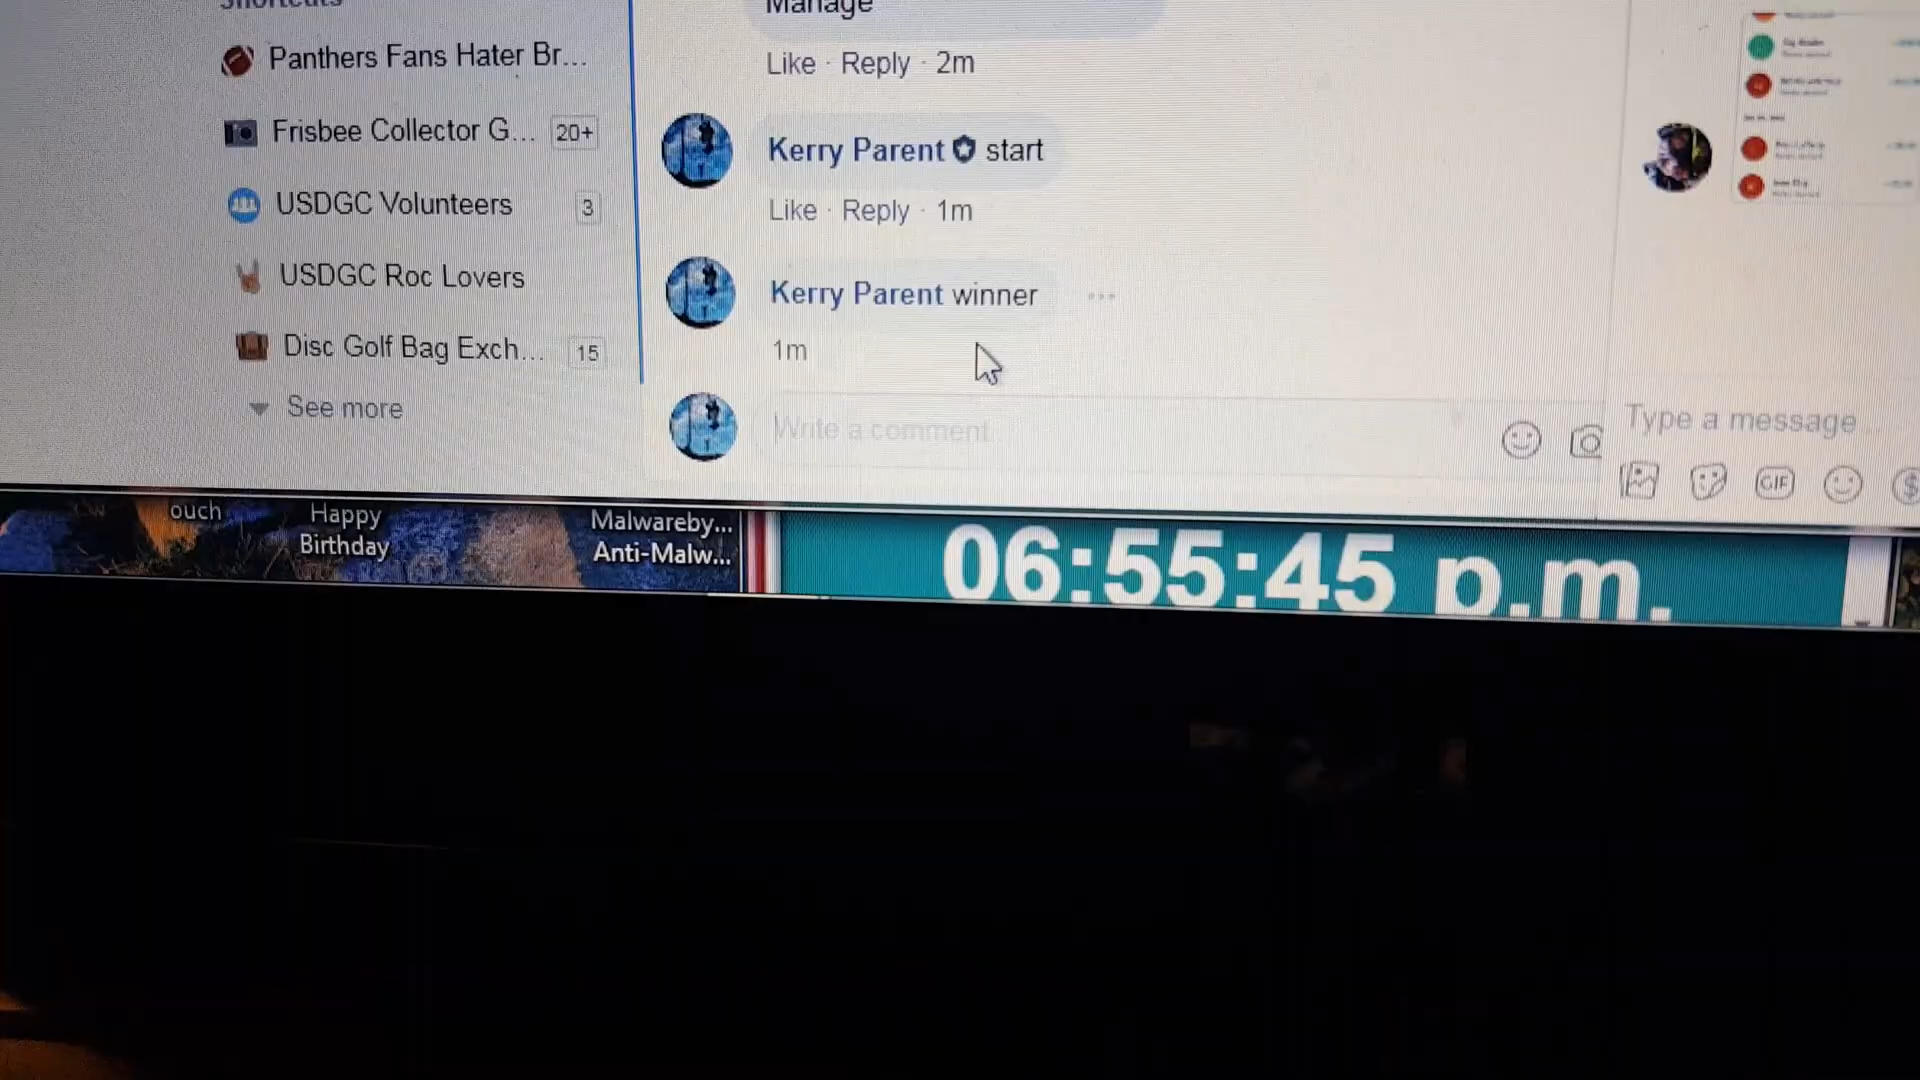 Shortcuts
Panthers Fans Hater Br...
Frisbee Collector G... 20+
USDGC Volunteers 3
USDGC Roc Lovers
Disc Golf Bag Exch... 15
See more
Manage
Like · Reply · 2m
Kerry Parent start
Like · Reply · 1m
Kerry Parent winner ...
1m
Write a comment...
Type a message...
GIF
$
ouch
Happy
Birthday
Malwareby...
Anti-Malw...
06:55:45 p.m.